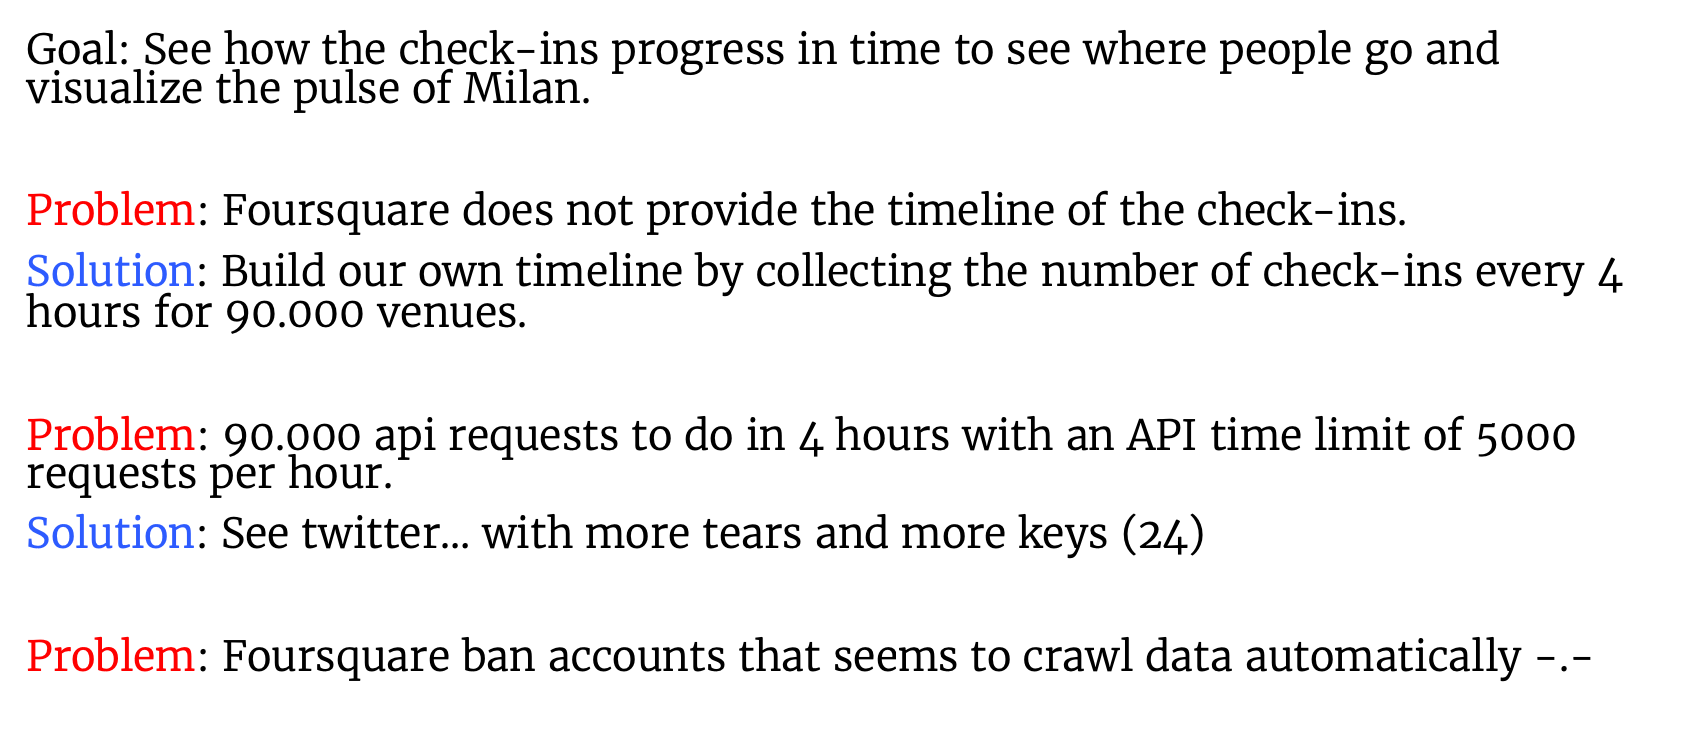 Goal: See how the check-ins progress in time to see where people go and
visualize the pulse of Milan.
Problem: Foursquare does not provide the timeline of the check-ins.
Solution: Build our own timeline by collecting the number of check-ins every 4
hours for 90.000 venues.
Problem: 90.000 api requests to do in 4 hours with an API time limit of 5000
requests per hour.
Solution: See twitter... with more tears and more keys (24)
Problem: Foursquare ban accounts that seems to crawl data automatically -.-